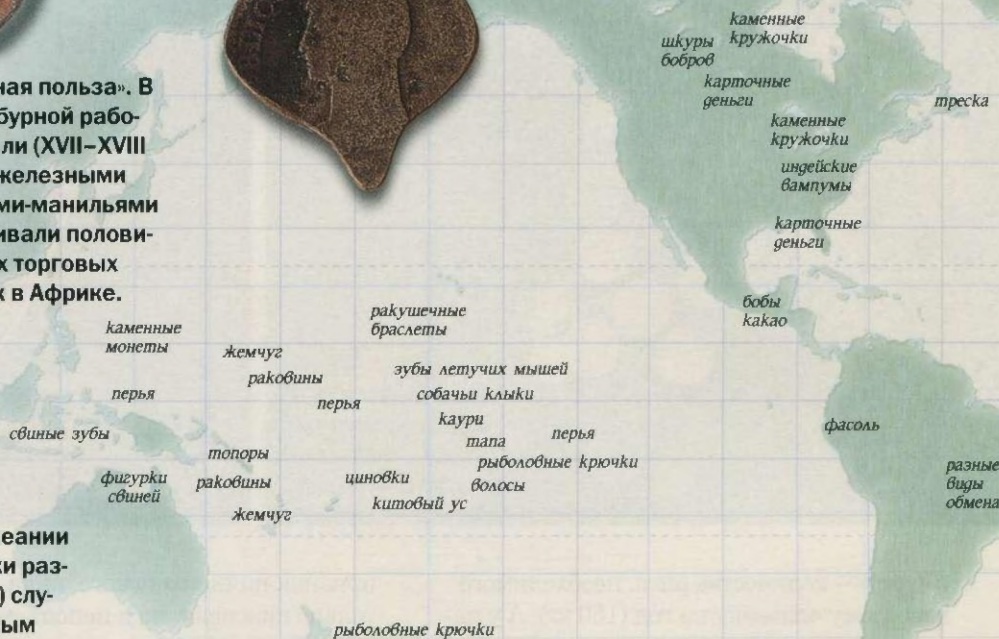 ная польза». В
бурной рабо-
ли (XVII–XVIII
железными
ми-манильями
ивали полови-
х торговых
к в Африке.
еании
ки раз-
) слу-
ым
каменные
кружочки
шкуры
бобров
карточные
деньги
треска
каменные
кружочки
индейские
вампумы
карточные
деньги
бобы
какао
ракушечные
браслеты
каменные
монеты
жемчуг
раковины
зубы летучих мышей
перья
перья
собачьи клыки
каури
свиные зубы
тапа
перья
фасоль
топоры
рыболовные крючки
фигурки
свиней
раковины
циновки
волосы
разные
виды
обмена
китовый ус
жемчуг
рыболовные крючки